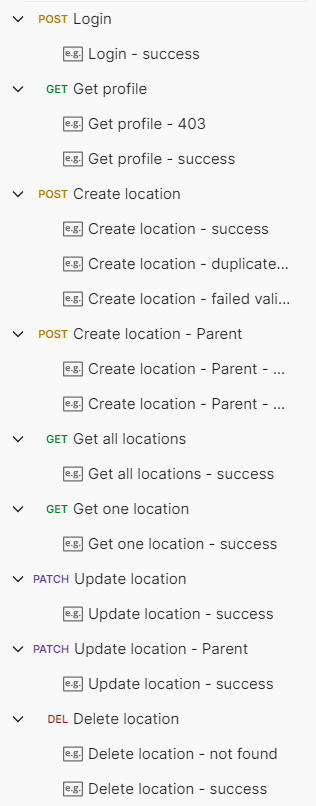 POST Login
e.g. Login - success
GET Get profile
e.g. Get profile - 403
e.g. Get profile - success
POST Create location
e.g. Create location - success
e.g. Create location - duplicate...
e.g. Create location - failed vali...
POST Create location - Parent
e.g. Create location - Parent - ...
e.g. Create location - Parent - ...
GET Get all locations
e.g. Get all locations - success
GET Get one location
e.g. Get one location - success
PATCH Update location
e.g. Update location - success
PATCH Update location - Parent
e.g. Update location - success
DEL Delete location
e.g. Delete location - not found
e.g. Delete location - success